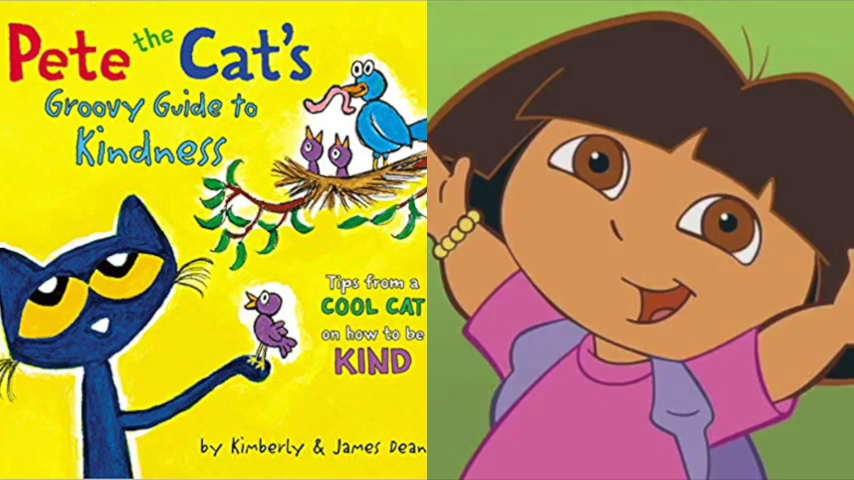 Pete the Cat's
Groovy Guide to
Kindness
Tips from a
COOL CAT
on how to be
KIND
by Kimberly & James Dean